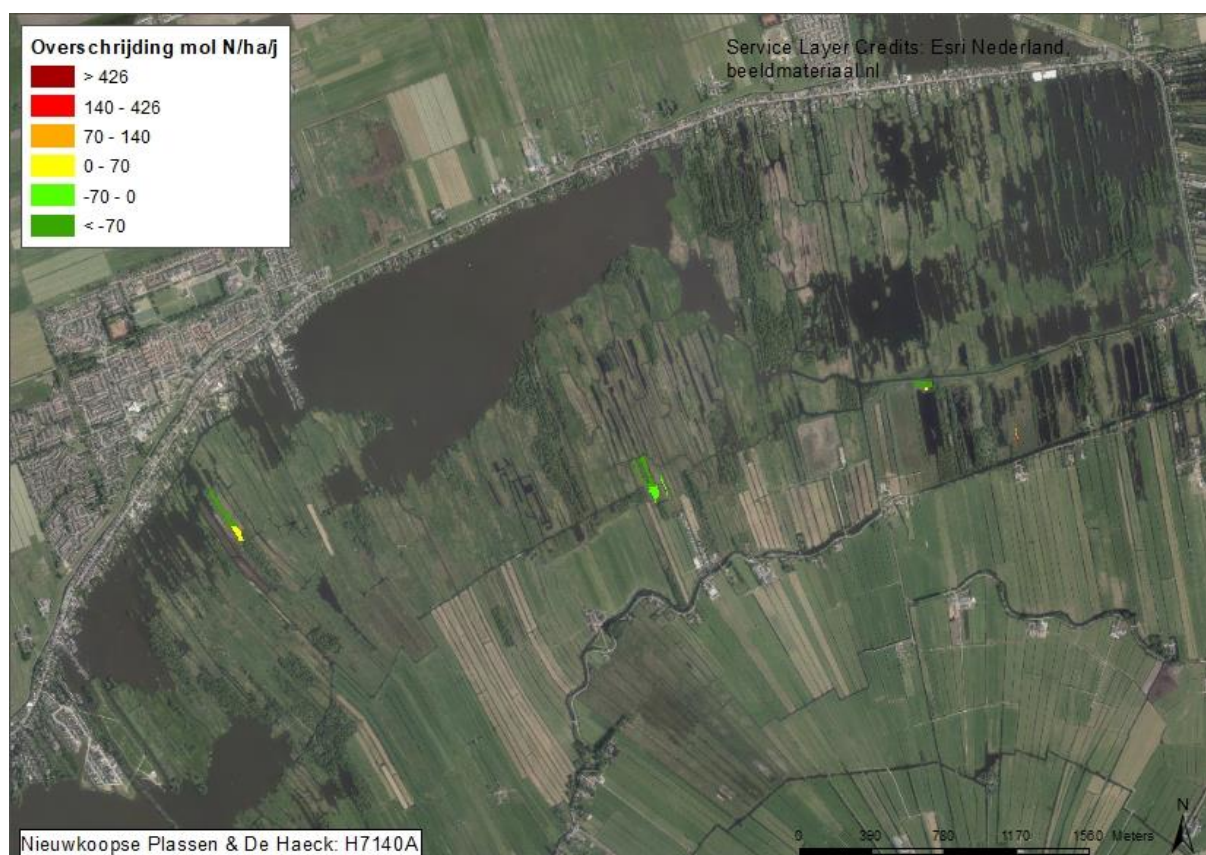 Overschrijding mol N/ha/j
> 426
140 - 426
70 - 140
0 - 70
-70 - 0
< -70
Service Layer Credits: Esri Nederland,
beeldmateriaal.nl
Nieuwkoopse Plassen & De Haeck: H7140A
N
0 390 780 1170 1560 Meters